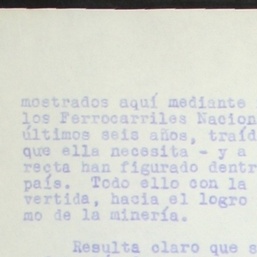 mostrados aquí mediante
los Ferrocarriles Nacion
últimos seis años, traíd
que ella necesita - y a
recta han figurado dentr
país.  Todo ello con la
vertida, hacia el logro
mo de la minería.
Resulta claro que s